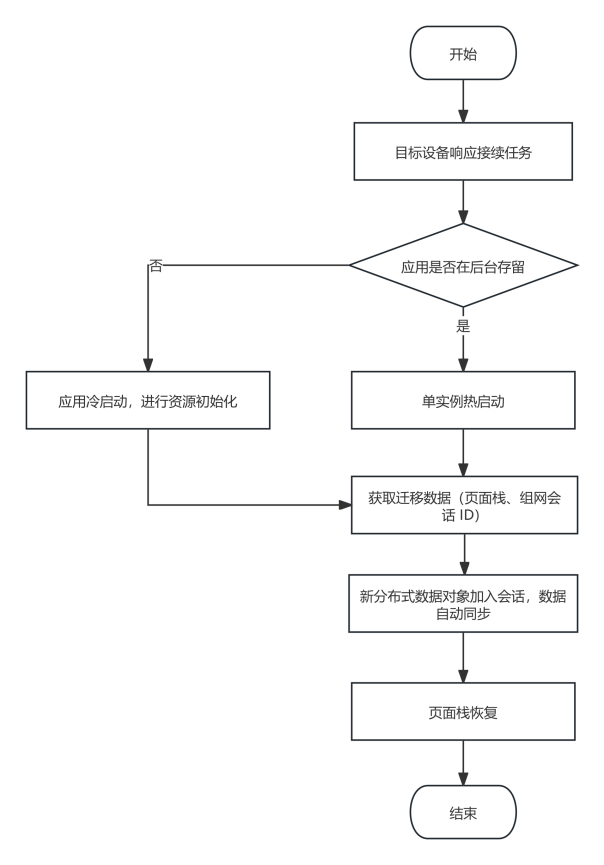 开始
目标设备响应接续任务
应用是否在后台存留
否
是
应用冷启动，进行资源初始化
单实例热启动
获取迁移数据（页面栈、组网会
话 ID）
新分布式数据对象加入会话，数据
自动同步
页面栈恢复
结束